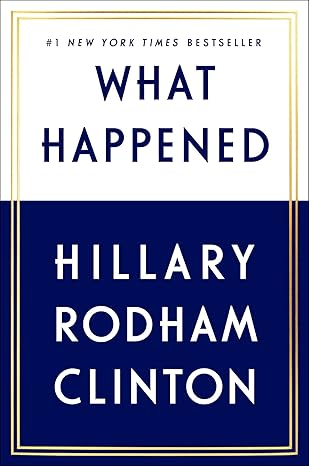 #1 NEW YORK TIMES BESTSELLER
WHAT
HAPPENED
HILLARY
RODHAM
CLINTON